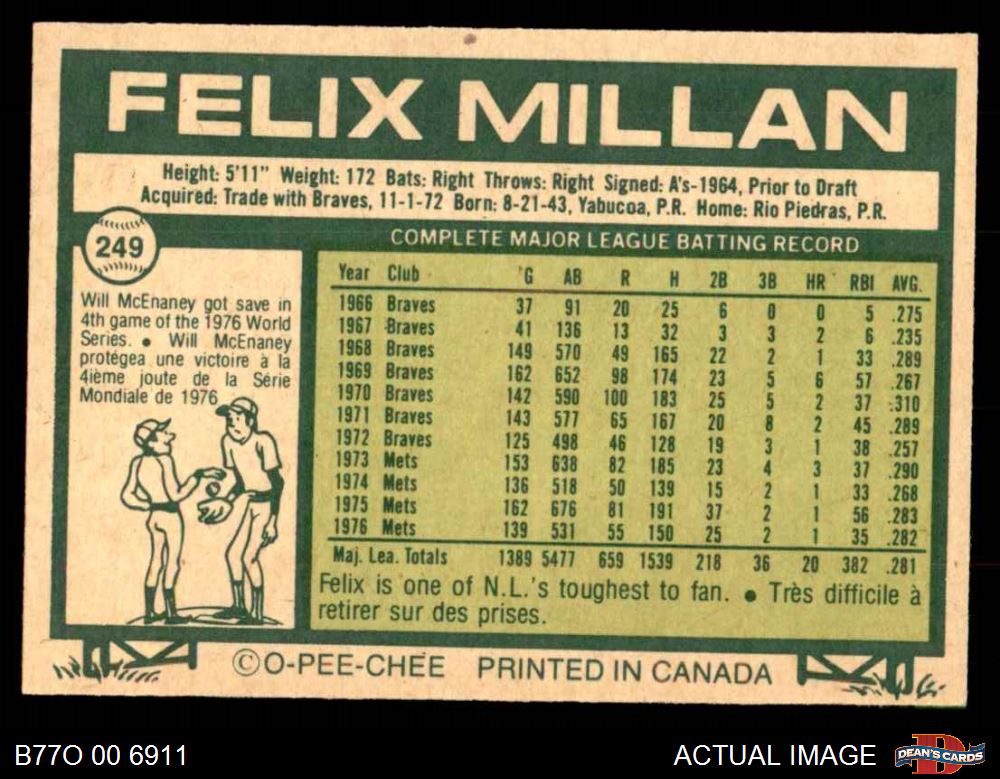 FELIX MILLAN
Height: 5'11" Weight: 172 Bats: Right Throws: Right Signed: A's-1964, Prior to Draft
Acquired: Trade with Braves, 11-1-72 Born: 8-21-43, Yabucoa, P.R. Home: Rio Piedras, P.R.
249
Will McEnaney got save in
4th game of the 1976 World
Series. ● Will McEnaney
protégea une victoire à la
4ième joute de la Série
Mondiale de 1976
COMPLETE MAJOR LEAGUE BATTING RECORD
Year Club G AB R H 2B 3B HR RBI AVG.
1966 Braves 37 91 20 25 6 0 0 5 .275
1967 Braves 41 136 13 32 3 3 2 6 .235
1968 Braves 149 570 49 165 22 2 1 33 .289
1969 Braves 162 652 98 174 23 5 6 57 .267
1970 Braves 142 590 100 183 25 5 2 37 .310
1971 Braves 143 577 65 167 20 8 2 45 .289
1972 Braves 125 498 46 128 19 3 1 38 .257
1973 Mets 153 638 82 185 23 4 3 37 .290
1974 Mets 136 518 50 139 15 2 1 33 .268
1975 Mets 162 676 81 191 37 2 1 56 .283
1976 Mets 139 531 55 150 25 2 1 35 .282
Maj. Lea. Totals 1389 5477 659 1539 218 36 20 382 .281
Felix is one of N.L.'s toughest to fan. ● Très difficile à
retirer sur des prises.
©O-PEE-CHEE PRINTED IN CANADA
B77O 00 6911
ACTUAL IMAGE
D
DEAN'S CARDS